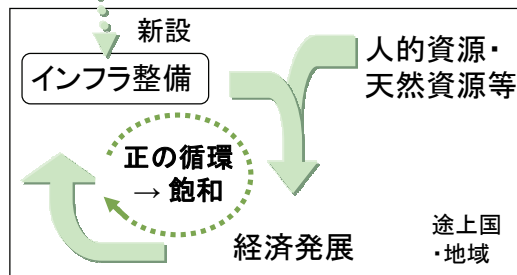 新設
インフラ整備
人的資源・
天然資源等
正の循環
→ 飽和
経済発展
途上国
・地域